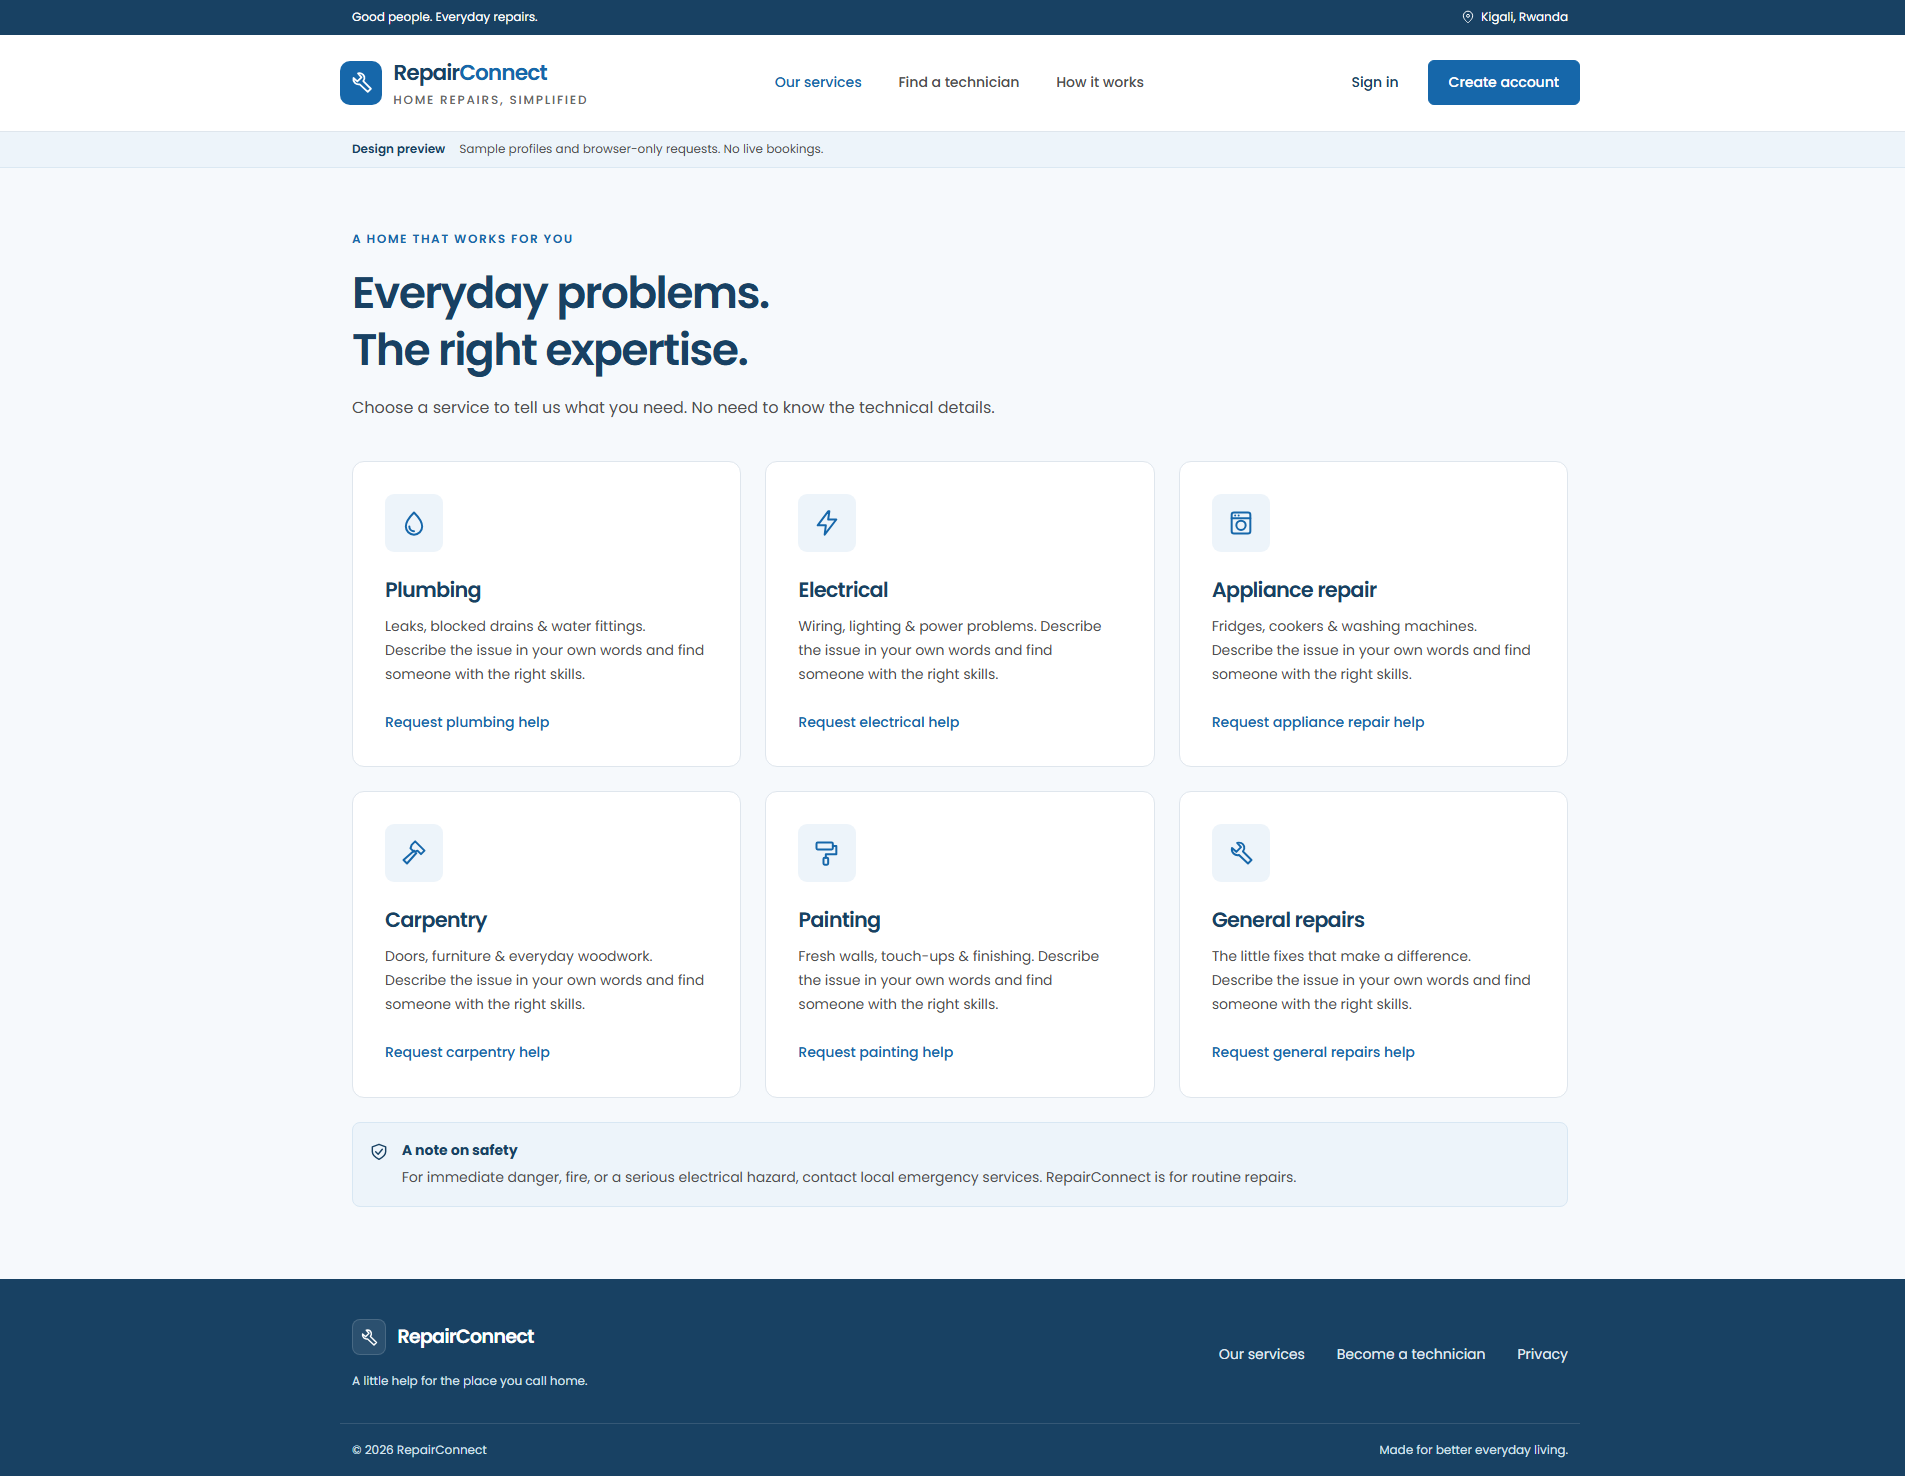 Good people. Everyday repairs.
Kigali, Rwanda
RepairConnect
HOME REPAIRS, SIMPLIFIED
Our services
Find a technician
How it works
Sign in
Create account
Design preview
Sample profiles and browser-only requests. No live bookings.
A HOME THAT WORKS FOR YOU
Everyday problems.
The right expertise.
Choose a service to tell us what you need. No need to know the technical details.
Plumbing
Leaks, blocked drains & water fittings.
Describe the issue in your own words and find
someone with the right skills.
Request plumbing help
Electrical
Wiring, lighting & power problems. Describe
the issue in your own words and find
someone with the right skills.
Request electrical help
Appliance repair
Fridges, cookers & washing machines.
Describe the issue in your own words and find
someone with the right skills.
Request appliance repair help
Carpentry
Doors, furniture & everyday woodwork.
Describe the issue in your own words and find
someone with the right skills.
Request carpentry help
Painting
Fresh walls, touch-ups & finishing. Describe
the issue in your own words and find
someone with the right skills.
Request painting help
General repairs
The little fixes that make a difference.
Describe the issue in your own words and find
someone with the right skills.
Request general repairs help
A note on safety
For immediate danger, fire, or a serious electrical hazard, contact local emergency services. RepairConnect is for routine repairs.
RepairConnect
A little help for the place you call home.
Our services
Become a technician
Privacy
© 2026 RepairConnect
Made for better everyday living.